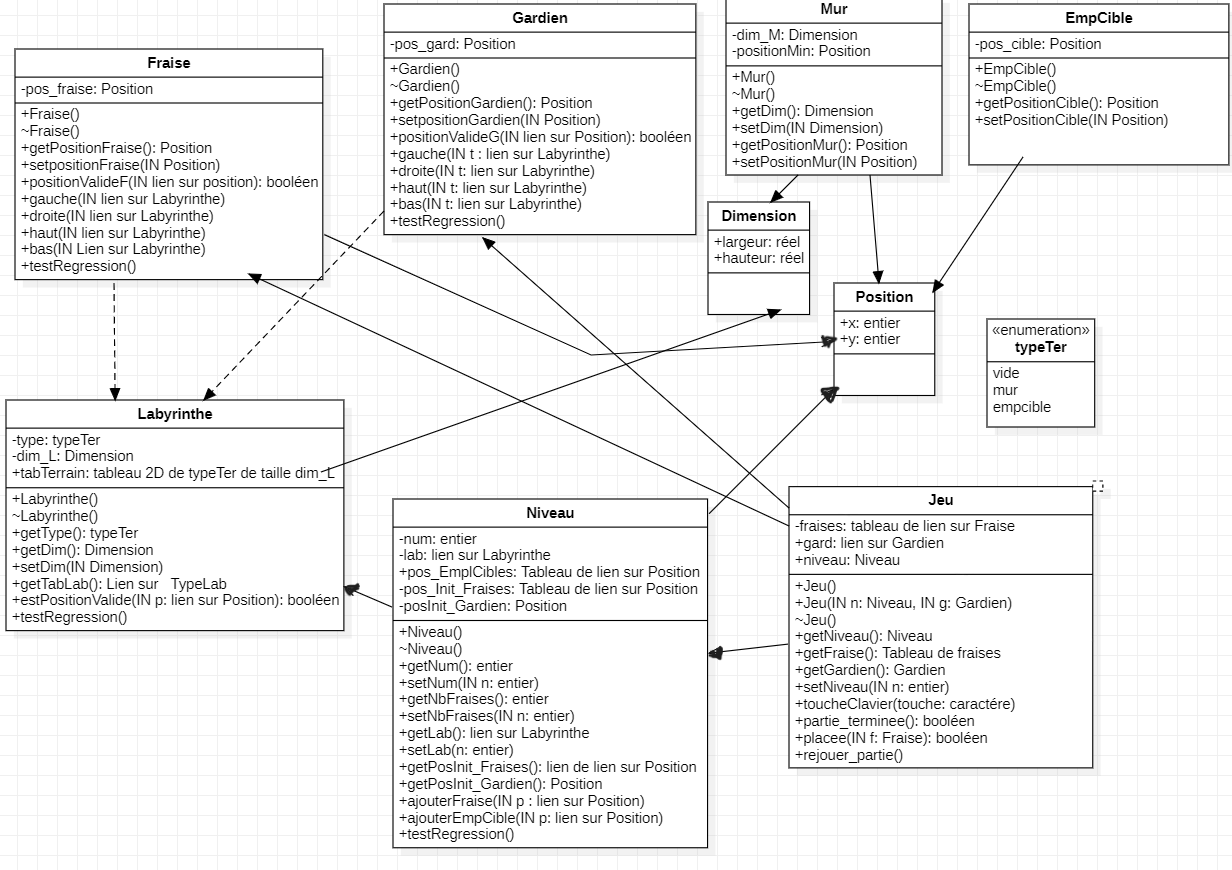 Fraise
-pos_fraise: Position
+Fraise()
~Fraise()
+getPositionFraise(): Position
+setpositionFraise(IN Position)
+positionValideF(IN lien sur position): booléen
+gauche(IN lien sur Labyrinthe)
+droite(IN lien sur Labyrinthe)
+haut(IN lien sur Labyrinthe)
+bas(IN Lien sur Labyrinthe)
+testRegression()
Gardien
-pos_gard: Position
+Gardien()
~Gardien()
+getPositionGardien(): Position
+setpositionGardien(IN Position)
+positionValideG(IN lien sur Position): booléen
+gauche(IN t : lien sur Labyrinthe)
+droite(IN t: lien sur Labyrinthe)
+haut(IN t: lien sur Labyrinthe)
+bas(IN t: lien sur Labyrinthe)
+testRegression()
Mur
-dim_M: Dimension
-positionMin: Position
+Mur()
~Mur()
+getDim(): Dimension
+setDim(IN Dimension)
+getPositionMur(): Position
+setPositionMur(IN Position)
EmpCible
-pos_cible: Position
+EmpCible()
~EmpCible()
+getPositionCible(): Position
+setPositionCible(IN Position)
Dimension
+largeur: réel
+hauteur: réel
Position
+x: entier
+y: entier
«enumeration»
typeTer
vide
mur
empcible
Labyrinthe
-type: typeTer
-dim_L: Dimension
+tabTerrain: tableau 2D de typeTer de taille dim_L
+Labyrinthe()
~Labyrinthe()
+getType(): typeTer
+getDim(): Dimension
+setDim(IN Dimension)
+getTabLab(): Lien sur TypeLab
+estPositionValide(IN p: lien sur Position): booléen
+testRegression()
Niveau
-num: entier
-lab: lien sur Labyrinthe
+pos_EmplCibles: Tableau de lien sur Position
-pos_Init_Fraises: Tableau de lien sur Position
-posInit_Gardien: Position
+Niveau()
~Niveau()
+getNum(): entier
+setNum(IN n: entier)
+getNbFraises(): entier
+setNbFraises(IN n: entier)
+getLab(): lien sur Labyrinthe
+setLab(n: entier)
+getPosInit_Fraises(): lien de lien sur Position
+getPosInit_Gardien(): Position
+ajouterFraise(IN p : lien sur Position)
+ajouterEmpCible(IN p: lien sur Position)
+testRegression()
Jeu
-fraises: tableau de lien sur Fraise
+gard: lien sur Gardien
+niveau: Niveau
+Jeu()
+Jeu(IN n: Niveau, IN g: Gardien)
~Jeu()
+getNiveau(): Niveau
+getFraise(): Tableau de fraises
+getGardien(): Gardien
+setNiveau(IN n: entier)
+toucheClavier(touche: caractére)
+partie_terminee(): booléen
+placee(IN f: Fraise): booléen
+rejouer_partie()